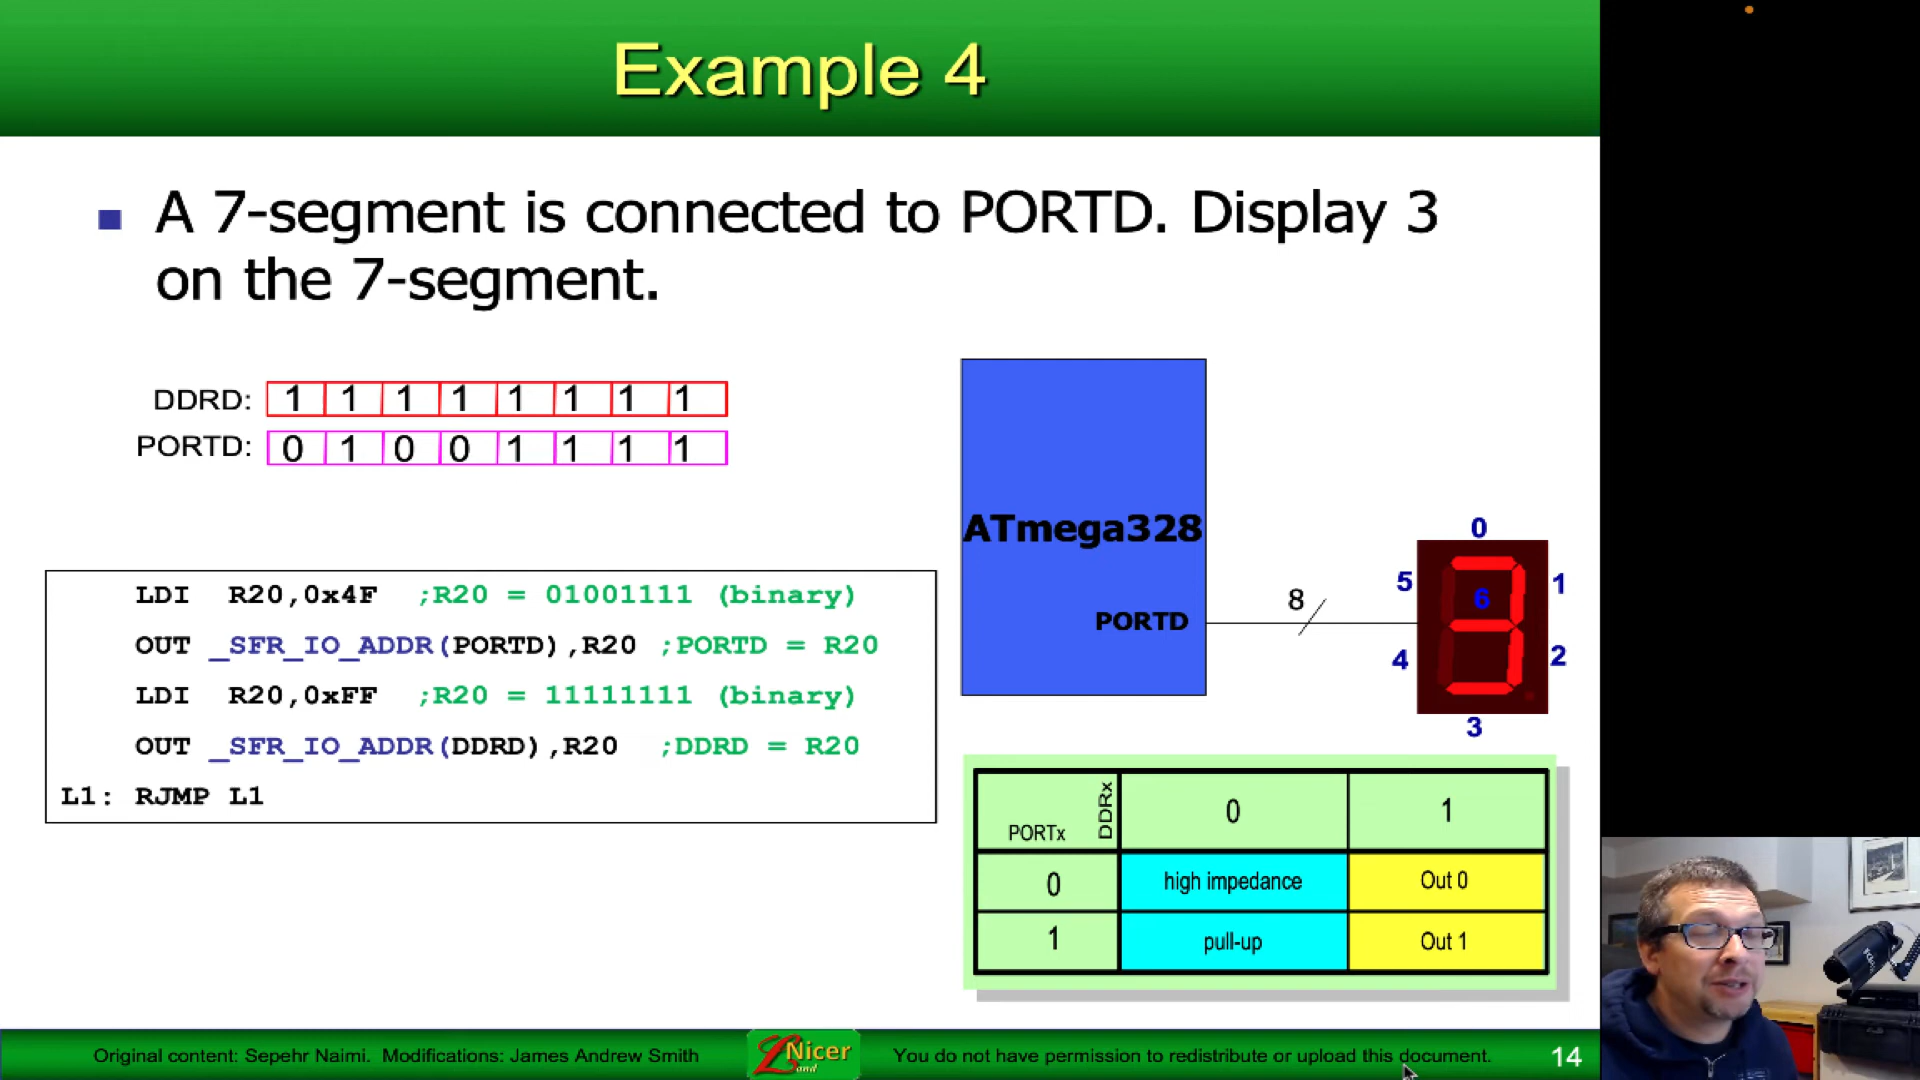 Example 4
A 7-segment is connected to PORTD. Display 3
on the 7-segment.
DDRD: 1 1 1 1 1 1 1 1
PORTD: 0 1 0 0 1 1 1 1
LDI R20,0x4F ;R20 = 01001111 (binary)
OUT _SFR_IO_ADDR(PORTD),R20 ;PORTD = R20
LDI R20,0xFF ;R20 = 11111111 (binary)
OUT _SFR_IO_ADDR(DDRD),R20 ;DDRD = R20
L1: RJMP L1
ATmega328
PORTD
8
0
5
6
1
4
2
3
PORTx DDRx 0 1
0 high impedance Out 0
1 pull-up Out 1
Original content: Sepehr Naimi. Modifications: James Andrew Smith
Nicer
Land
You do not have permission to redistribute or upload this document.
14